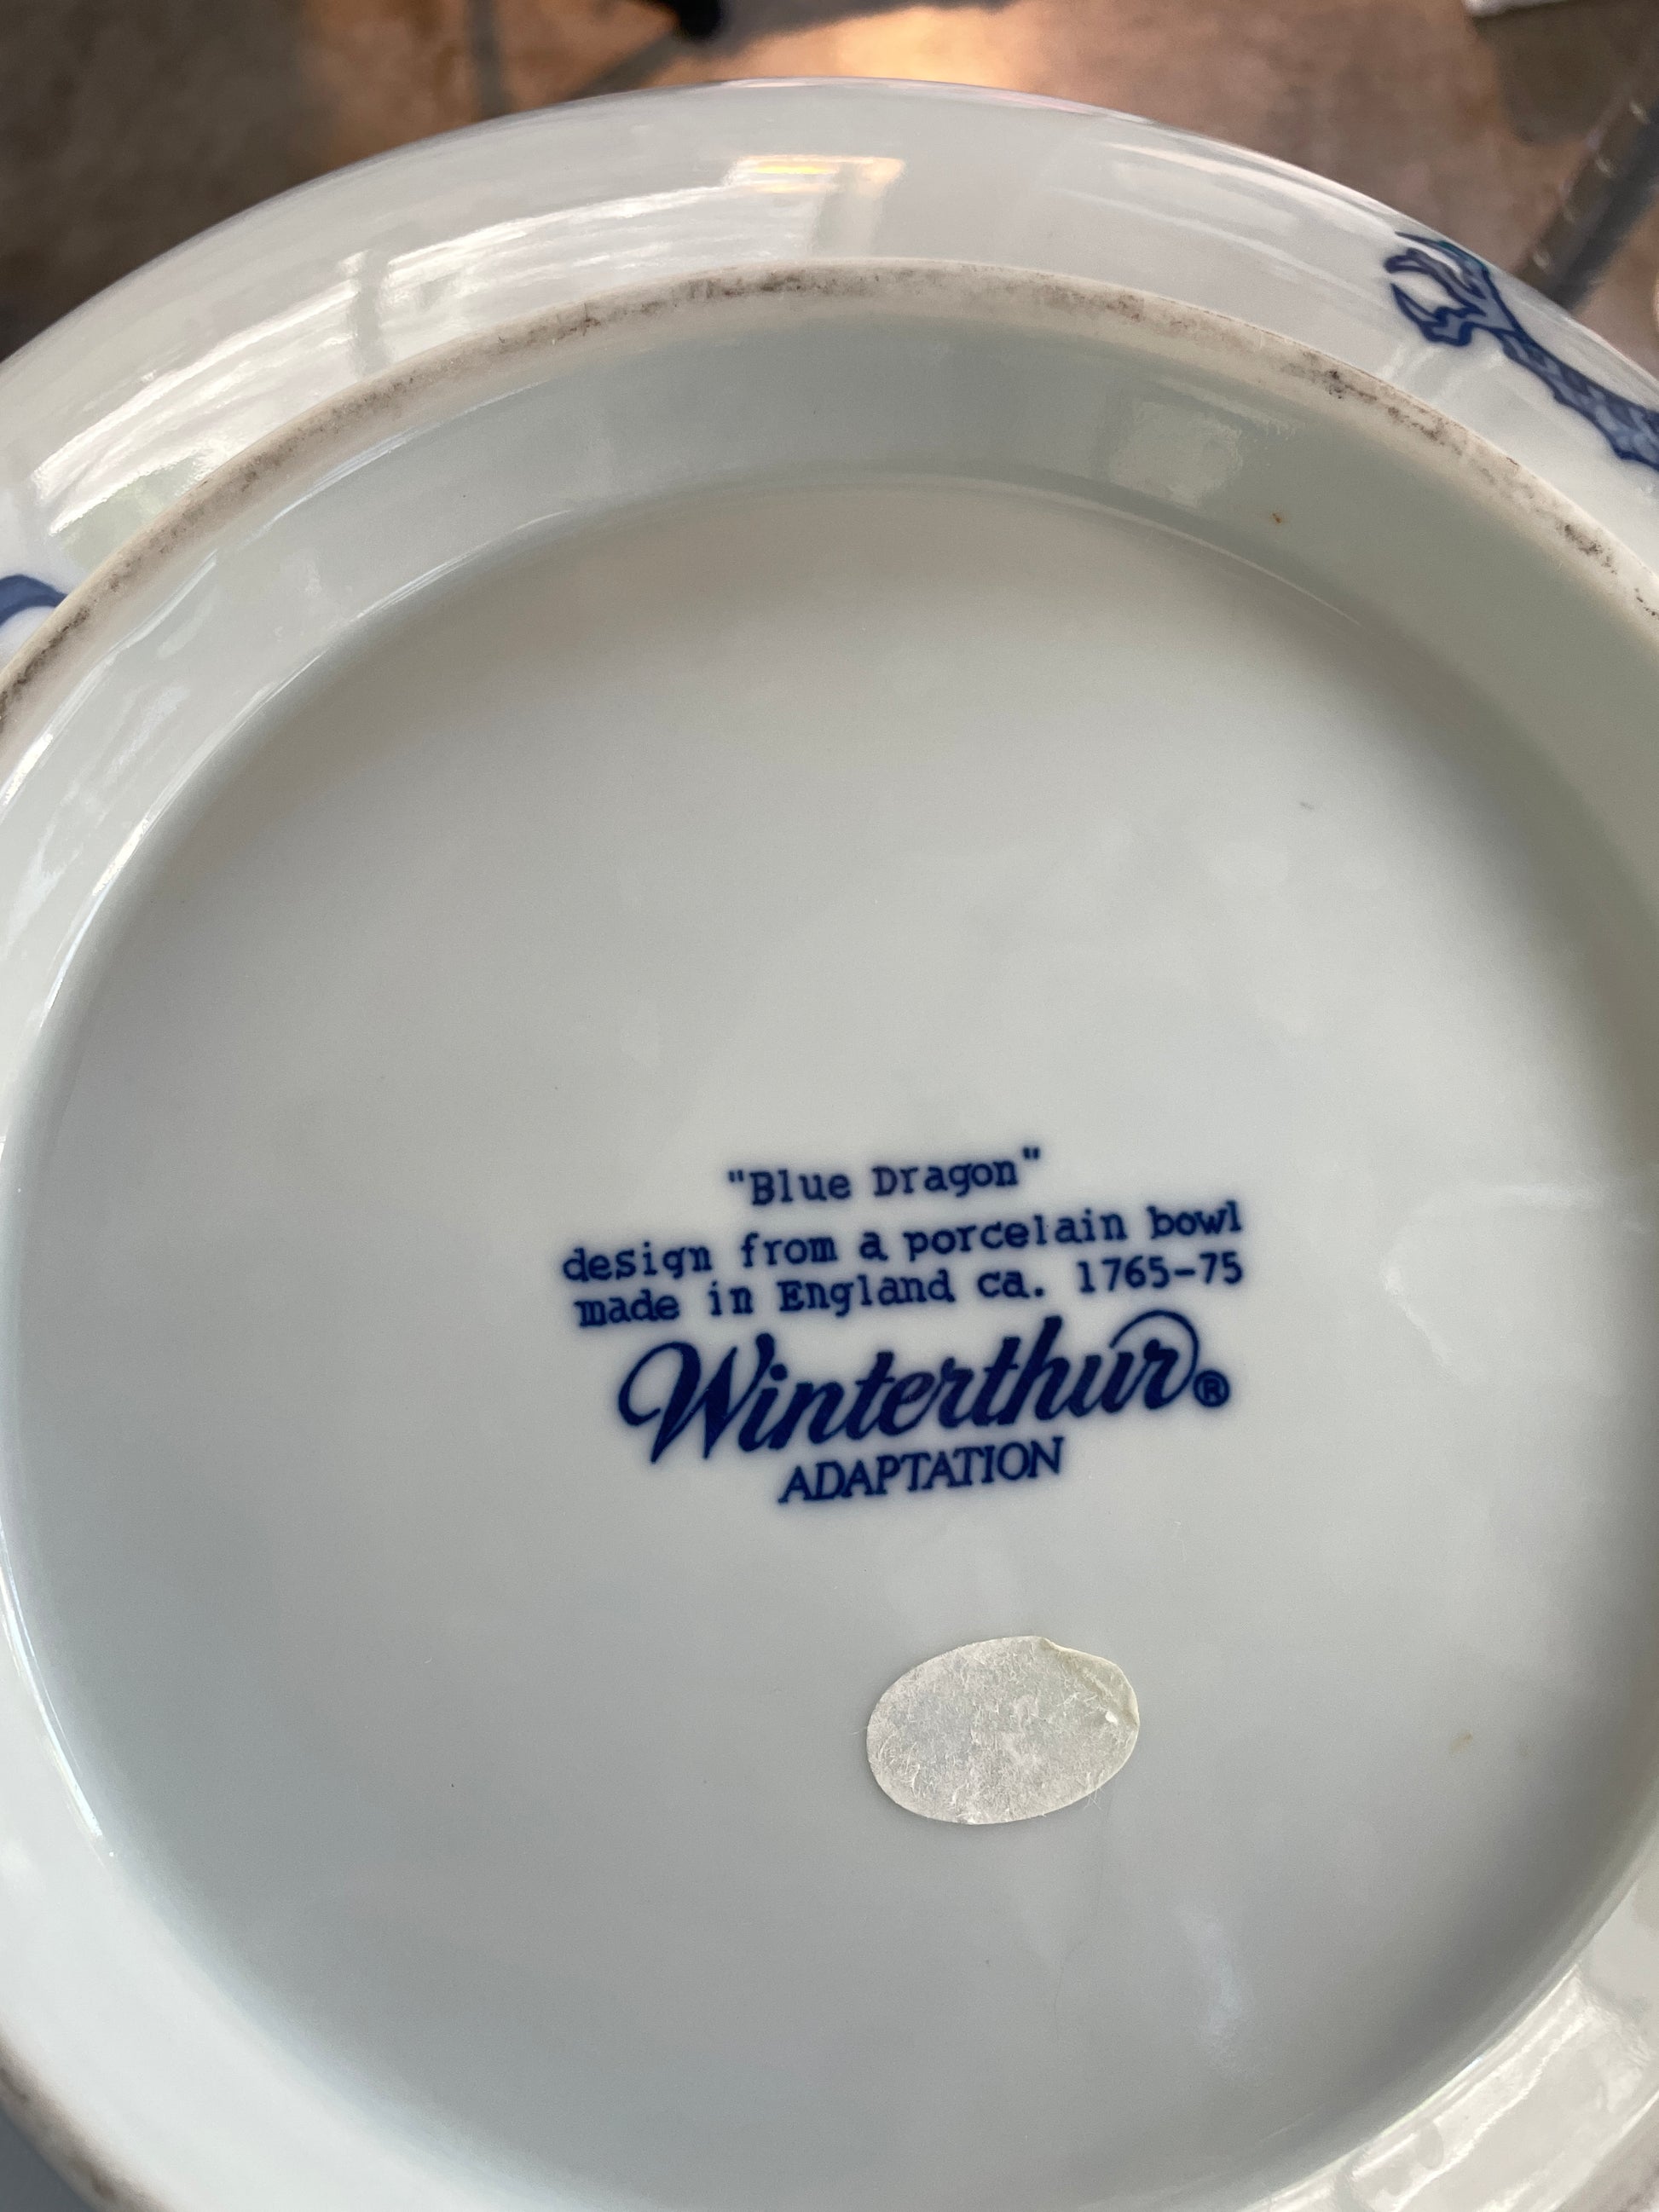 "Blue Dragon"
design from a porcelain bowl
made in England ca. 1765-75
Winterthur®
ADAPTATION